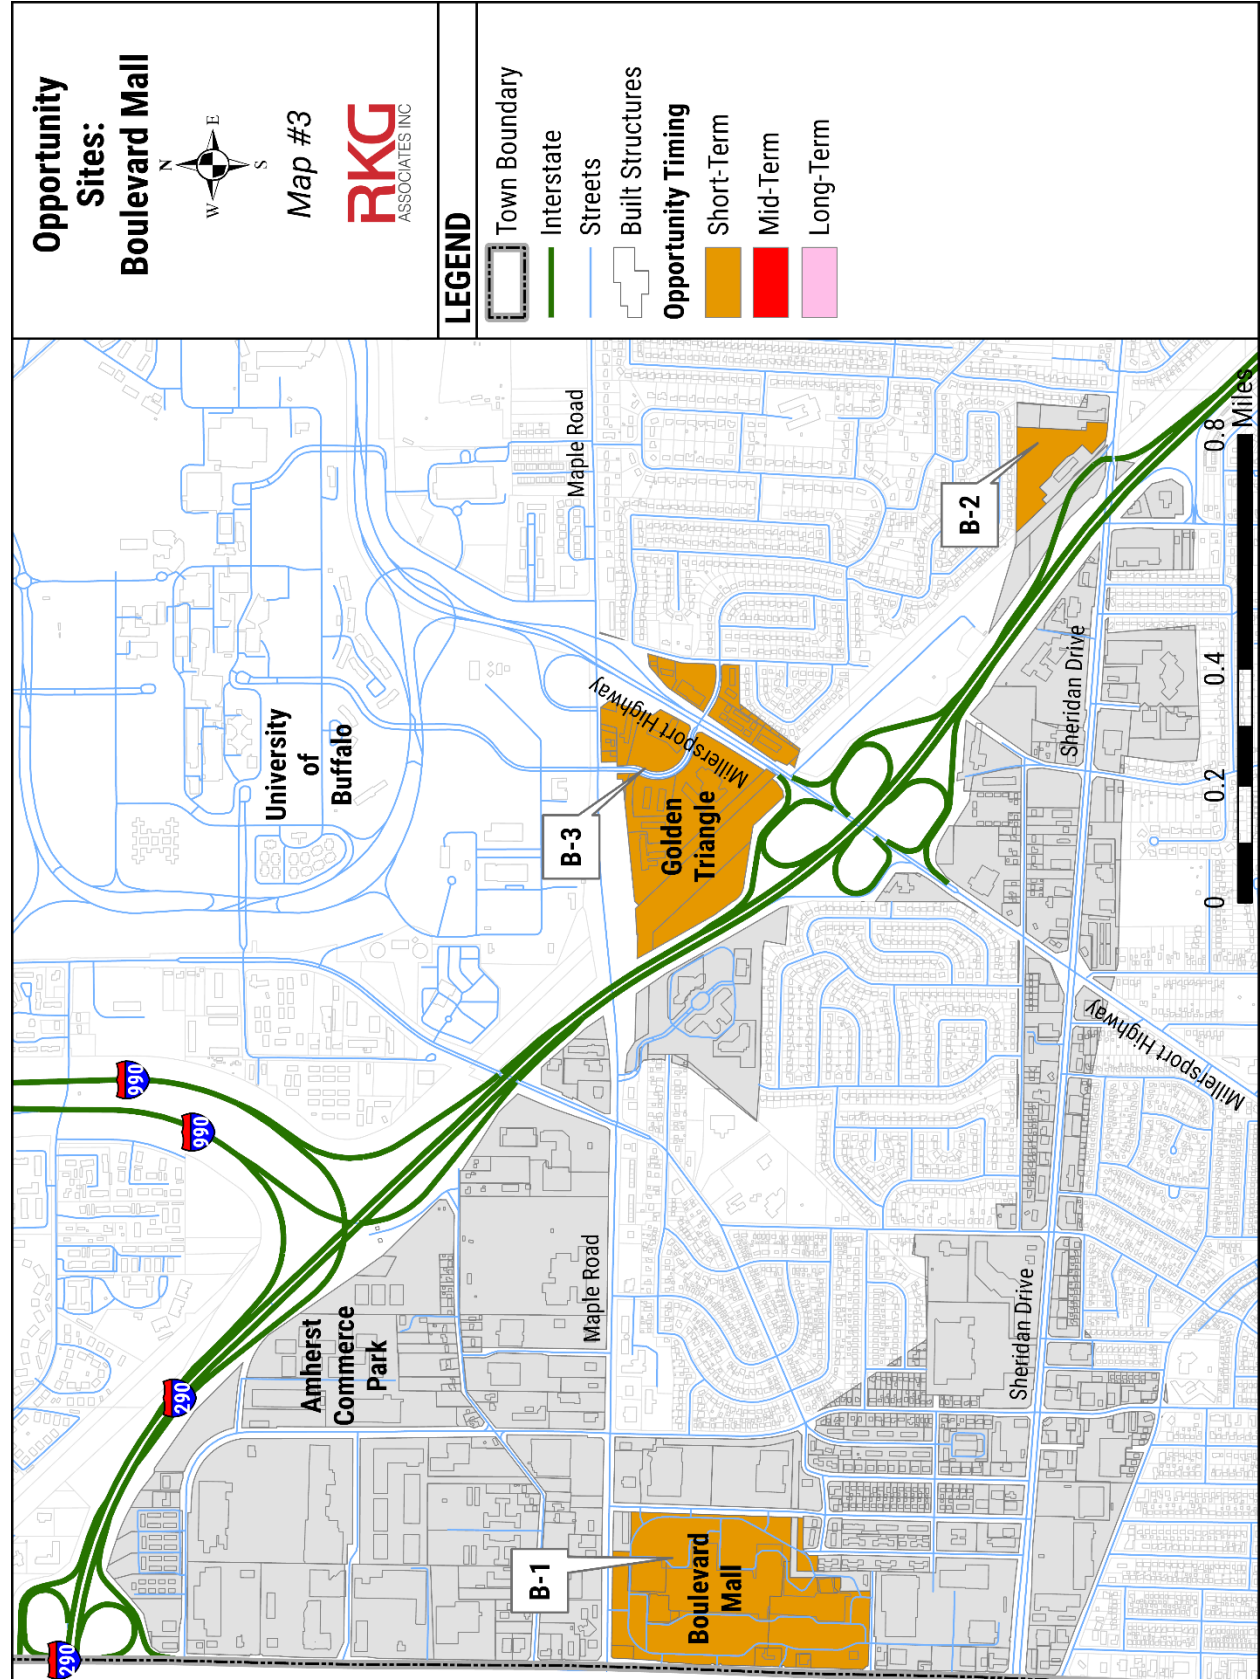 Opportunity
Sites:
Boulevard Mall
N
W
E
S
Map #3
RKG
ASSOCIATES INC
LEGEND
Town Boundary
Interstate
Streets
Built Structures
Opportunity Timing
Short-Term
Mid-Term
Long-Term
290
290
990
990
Amherst
Commerce
Park
University
of
Buffalo
Maple Road
Maple Road
B-1
Boulevard
Mall
B-3
Golden
Triangle
Millersport Highway
B-2
Sheridan Drive
Sheridan Drive
Millersport Highway
0
0.2
0.4
0.8
Miles